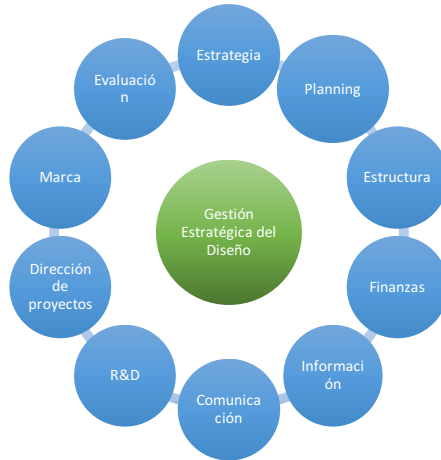 Estrategia
Planning
Estructura
Finanzas
Informaci
ón
Comunica
ción
R&D
Dirección
de
proyectos
Marca
Evaluació
n
Gestión
Estratégica del
Diseño